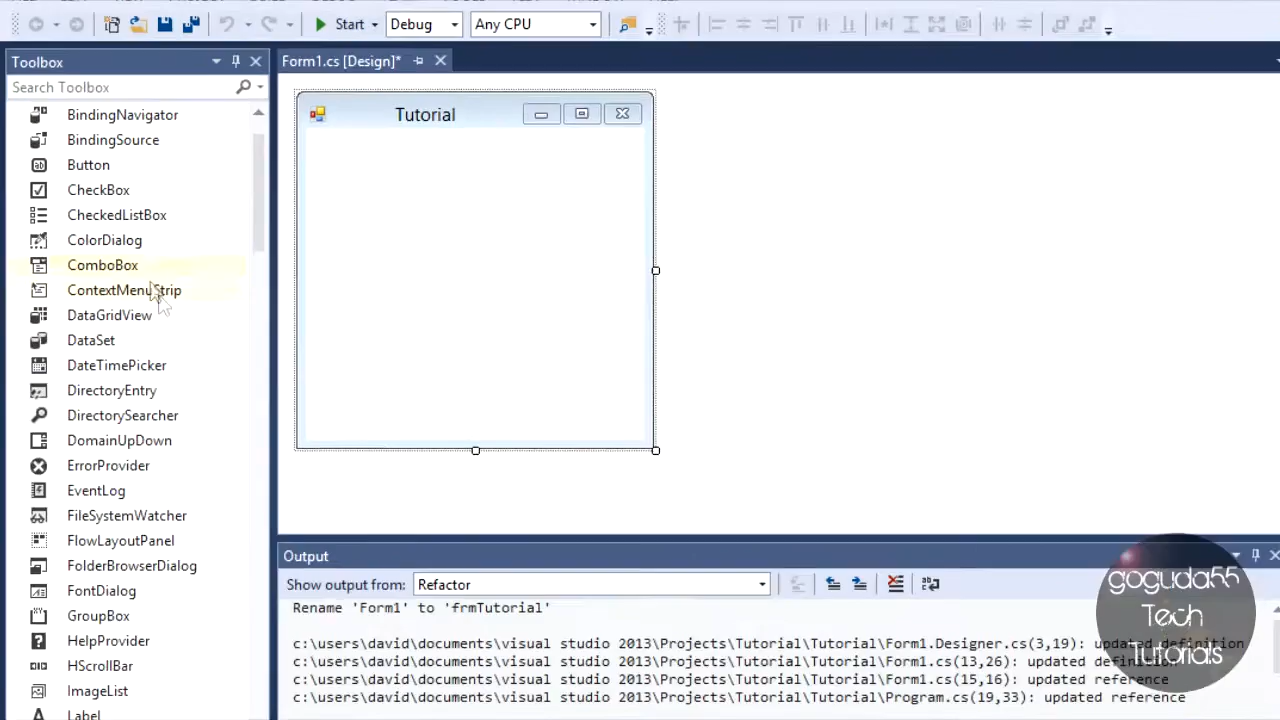 Start
Debug
Any CPU
Toolbox
Search Toolbox
BindingNavigator
BindingSource
Button
CheckBox
CheckedListBox
ColorDialog
ComboBox
ContextMenuStrip
DataGridView
DataSet
DateTimePicker
DirectoryEntry
DirectorySearcher
DomainUpDown
ErrorProvider
EventLog
FileSystemWatcher
FlowLayoutPanel
FolderBrowserDialog
FontDialog
GroupBox
HelpProvider
HScrollBar
ImageList
Label
Form1.cs [Design]*
Tutorial
Output
Show output from: Refactor
Rename 'Form1' to 'frmTutorial'
c:\users\david\documents\visual studio 2013\Projects\Tutorial\Tutorial\Form1.Designer.cs(3,19): updated definition
c:\users\david\documents\visual studio 2013\Projects\Tutorial\Tutorial\Form1.cs(13,26): updated definition
c:\users\david\documents\visual studio 2013\Projects\Tutorial\Tutorial\Form1.cs(15,16): updated reference
c:\users\david\documents\visual studio 2013\Projects\Tutorial\Tutorial\Program.cs(19,33): updated reference
goguda55
Tech
Tutorials